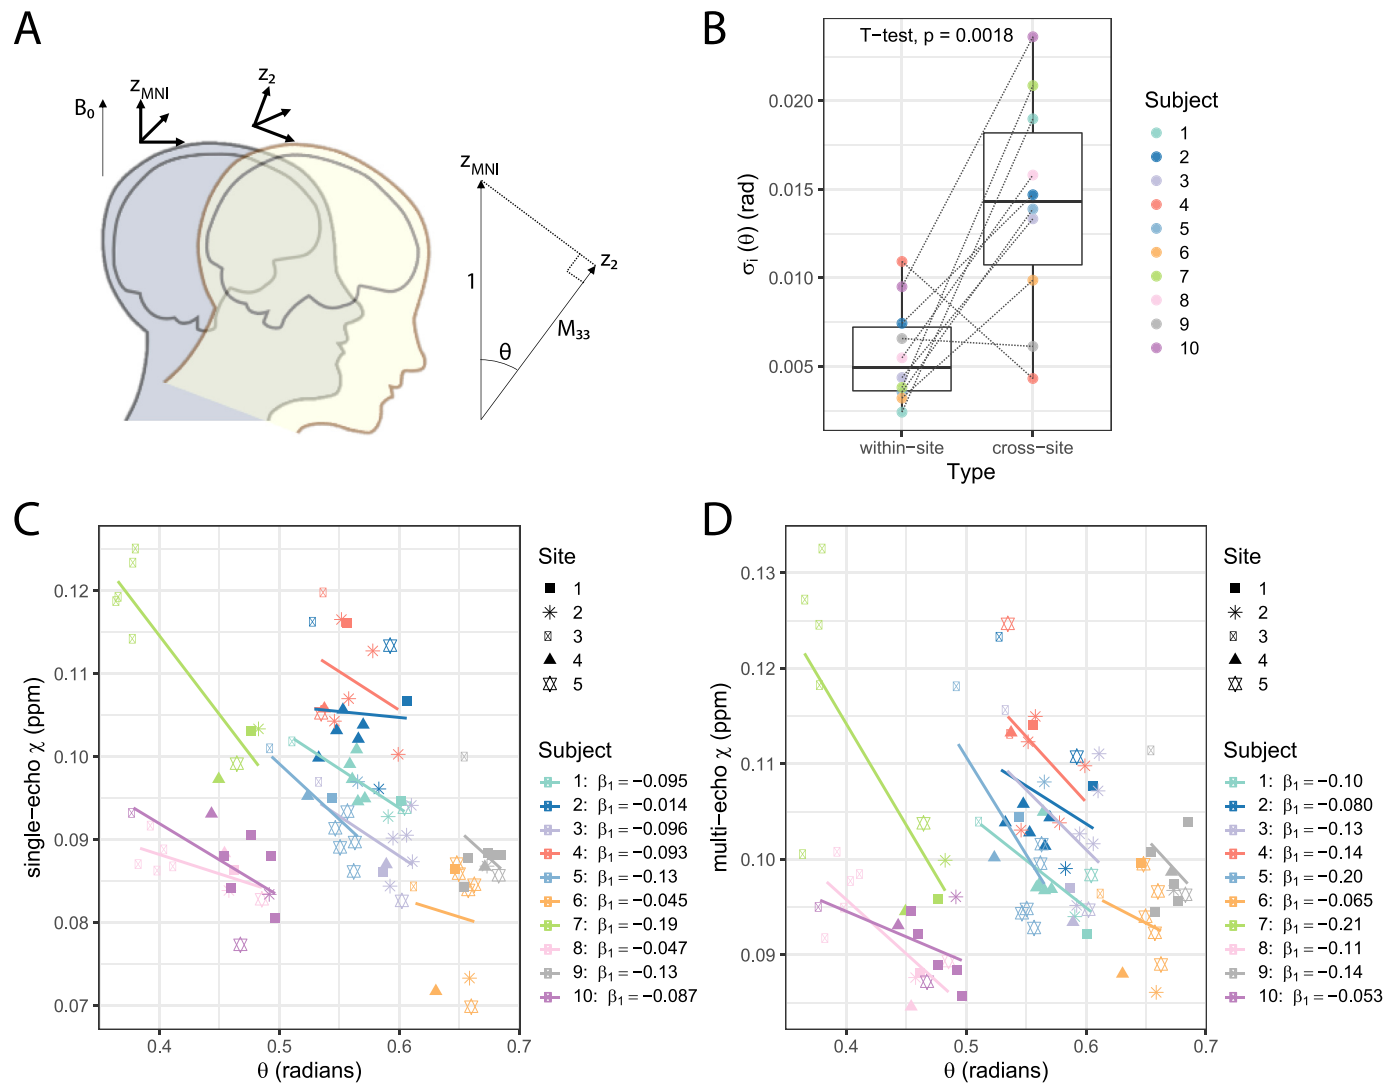 A
B₀
z_MNI
z₂
z_MNI
1
θ
z₂
M₃₃
B
T−test, p = 0.0018
σᵢ (θ) (rad)
0.020
0.015
0.010
0.005
within−site
cross−site
Type
Subject
1
2
3
4
5
6
7
8
9
10
C
single−echo χ (ppm)
0.12
0.11
0.10
0.09
0.08
0.07
0.4
0.5
0.6
0.7
θ (radians)
Site
1
2
3
4
5
Subject
1: β₁ = −0.095
2: β₁ = −0.014
3: β₁ = −0.096
4: β₁ = −0.093
5: β₁ = −0.13
6: β₁ = −0.045
7: β₁ = −0.19
8: β₁ = −0.047
9: β₁ = −0.13
10: β₁ = −0.087
D
multi−echo χ (ppm)
0.13
0.12
0.11
0.10
0.09
0.4
0.5
0.6
0.7
θ (radians)
Site
1
2
3
4
5
Subject
1: β₁ = −0.10
2: β₁ = −0.080
3: β₁ = −0.13
4: β₁ = −0.14
5: β₁ = −0.20
6: β₁ = −0.065
7: β₁ = −0.21
8: β₁ = −0.11
9: β₁ = −0.14
10: β₁ = −0.053